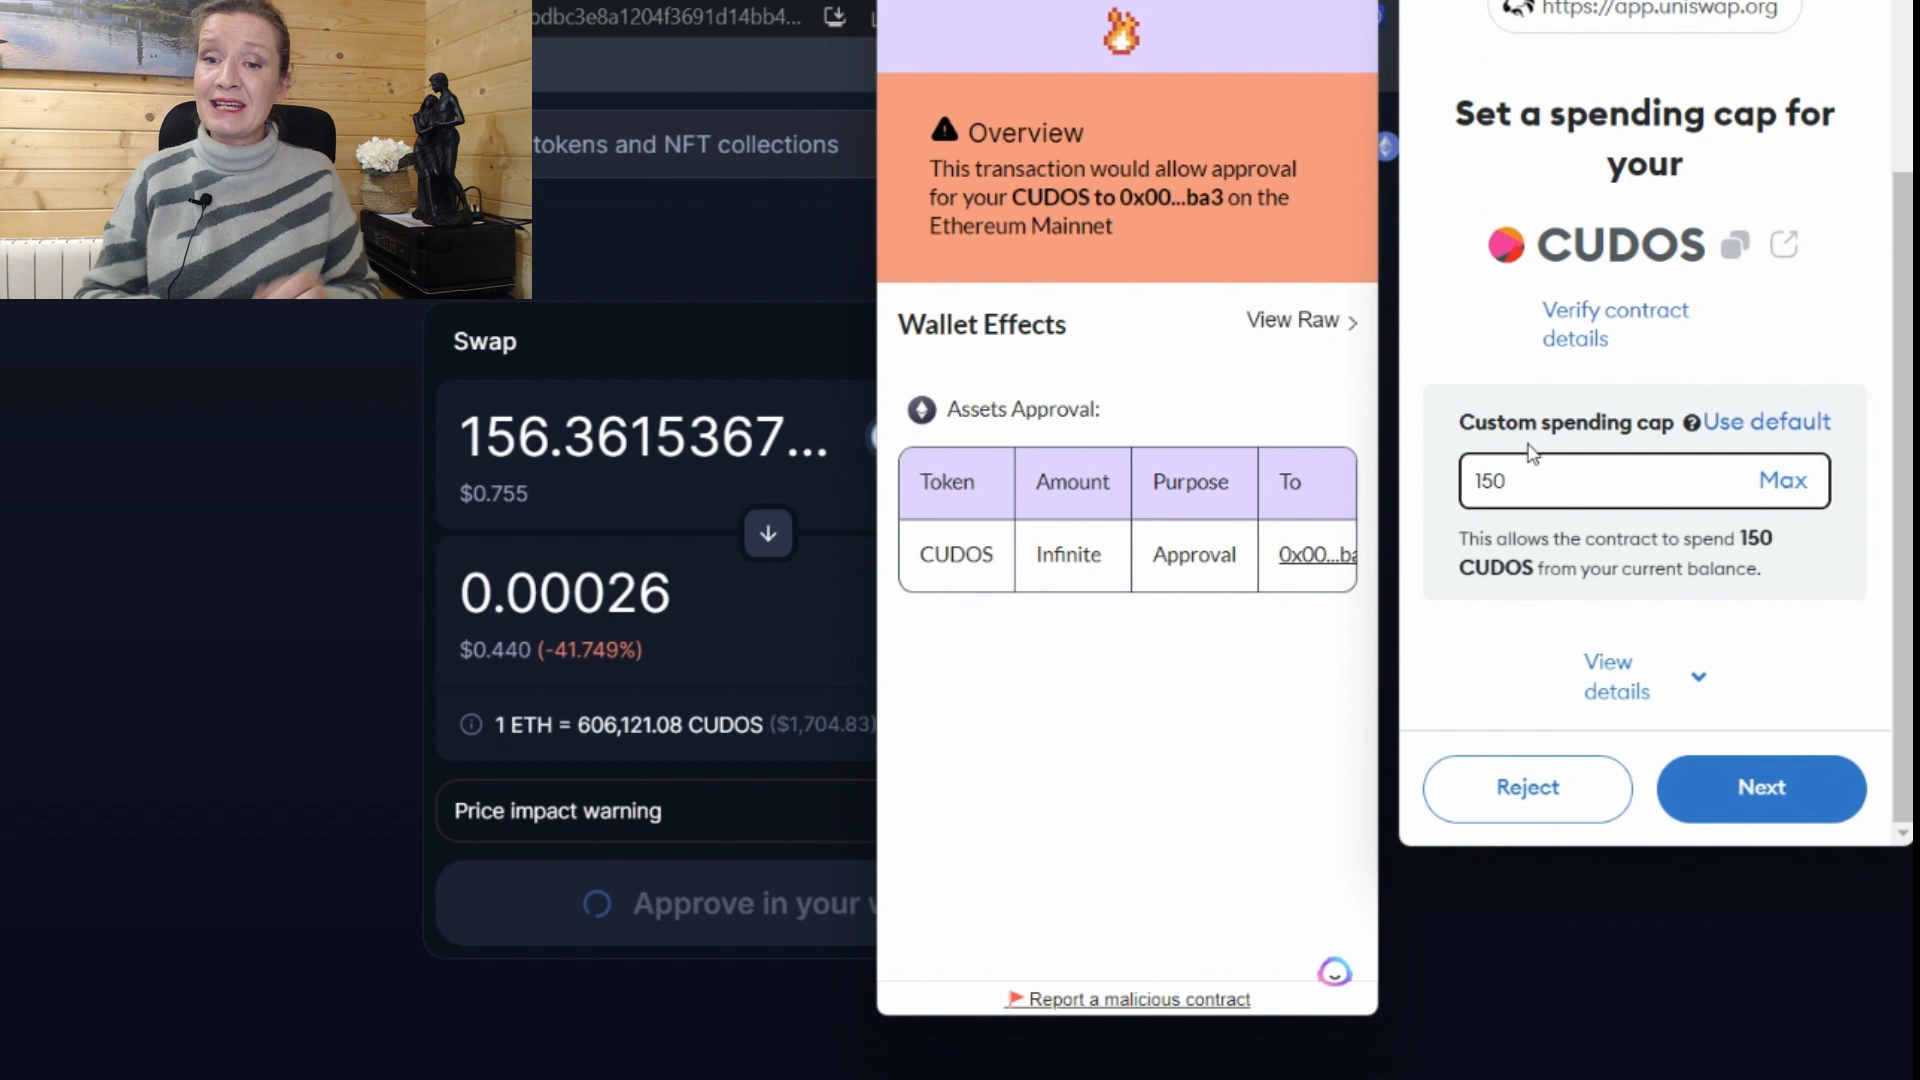 odbc3e8a1204f3691d14bb4...
tokens and NFT collections
Swap
156.3615367...
$0.755
0.00026
$0.440 (-41.749%)
1 ETH = 606,121.08 CUDOS ($1,704.83)
Price impact warning
Approve in your
Overview
This transaction would allow approval
for your CUDOS to 0x00...ba3 on the
Ethereum Mainnet
Wallet Effects
View Raw
Assets Approval:
Token Amount Purpose To
CUDOS Infinite Approval 0x00...ba
Report a malicious contract
https://app.uniswap.org
Set a spending cap for
your
CUDOS
Verify contract
details
Custom spending cap Use default
150 Max
This allows the contract to spend 150
CUDOS from your current balance.
View
details
Reject Next